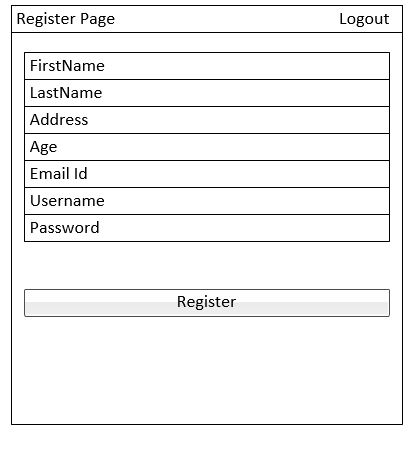 Register Page Logout
FirstName
LastName
Address
Age
Email Id
Username
Password
Register